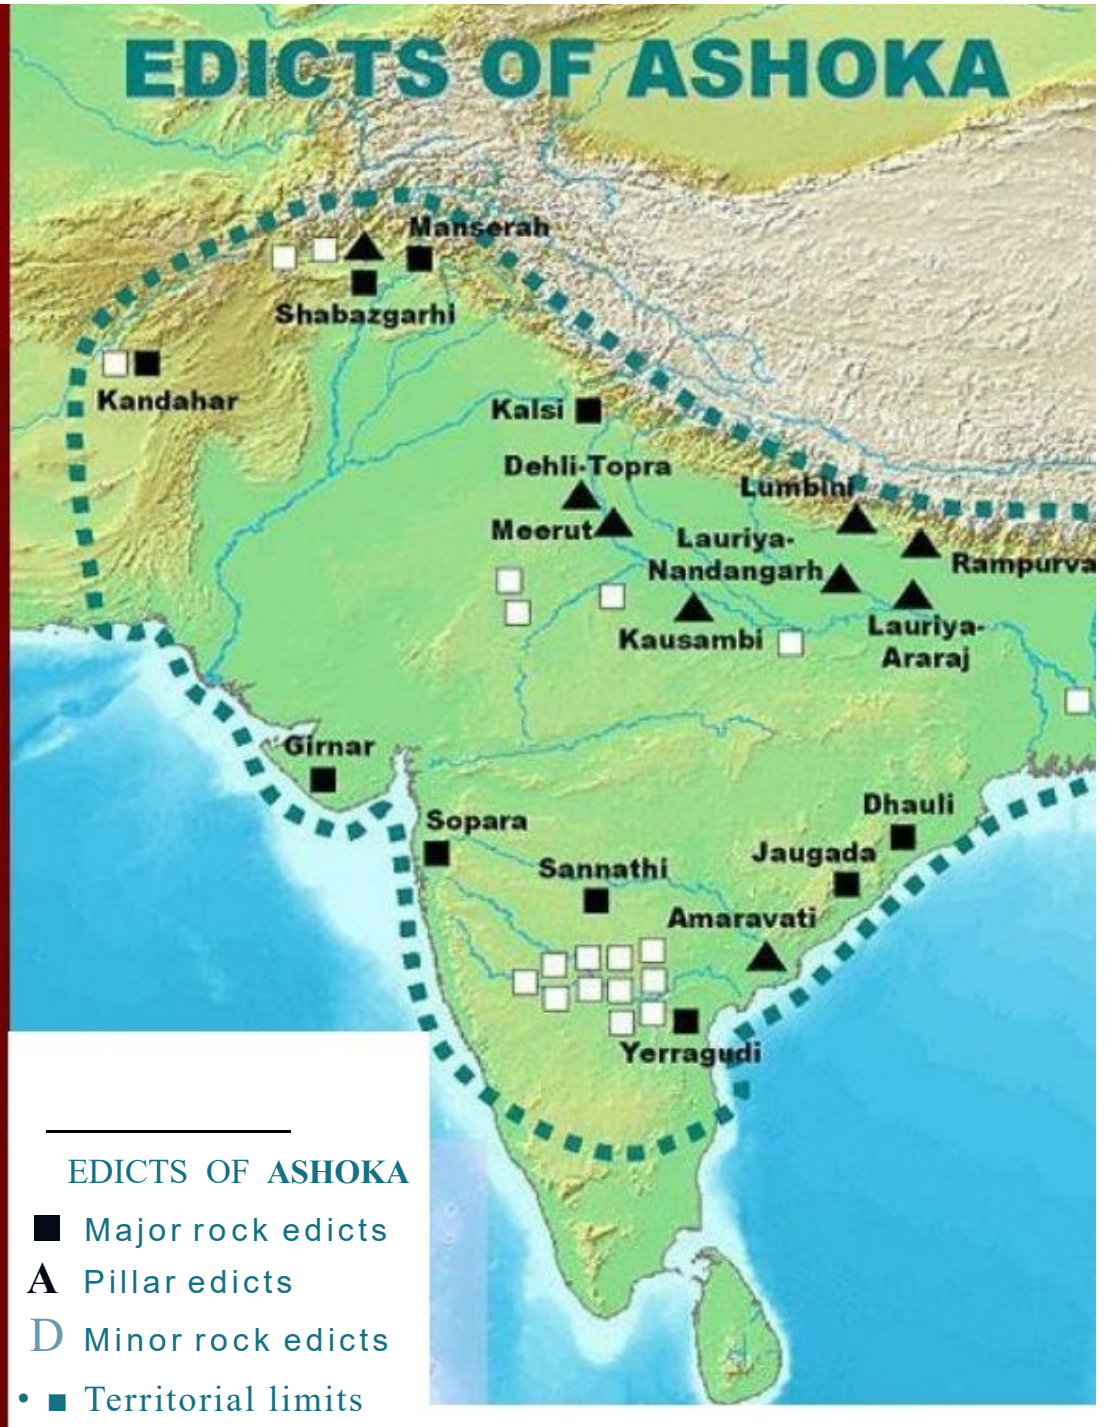 EDICTS OF ASHOKA
Manserah
Shabazgarhi
Kandahar
Kalsi
Dehli-Topra
Lumbini
Meerut
Lauriya-
Nandangarh
Rampurva
Kausambi
Lauriya-
Araraj
Girnar
Dhauli
Sopara
Jaugada
Sannathi
Amaravati
Yerragudi
EDICTS OF ASHOKA
■ Major rock edicts
A Pillar edicts
D Minor rock edicts
• ■ Territorial limits